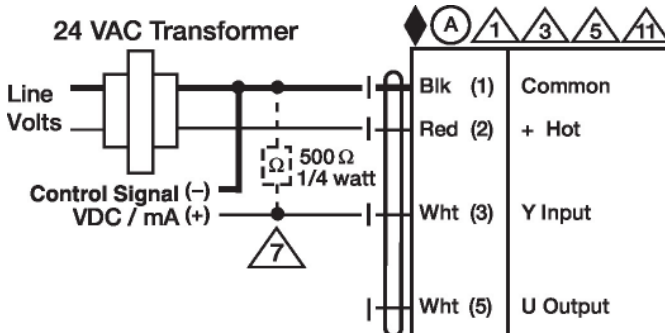 24 VAC Transformer
A 1 3 5 11
Line
Volts
Blk (1) Common
Red (2) + Hot
Ω 500 Ω
1/4 watt
Control Signal (–)
VDC / mA (+)
Wht (3) Y Input
7
Wht (5) U Output